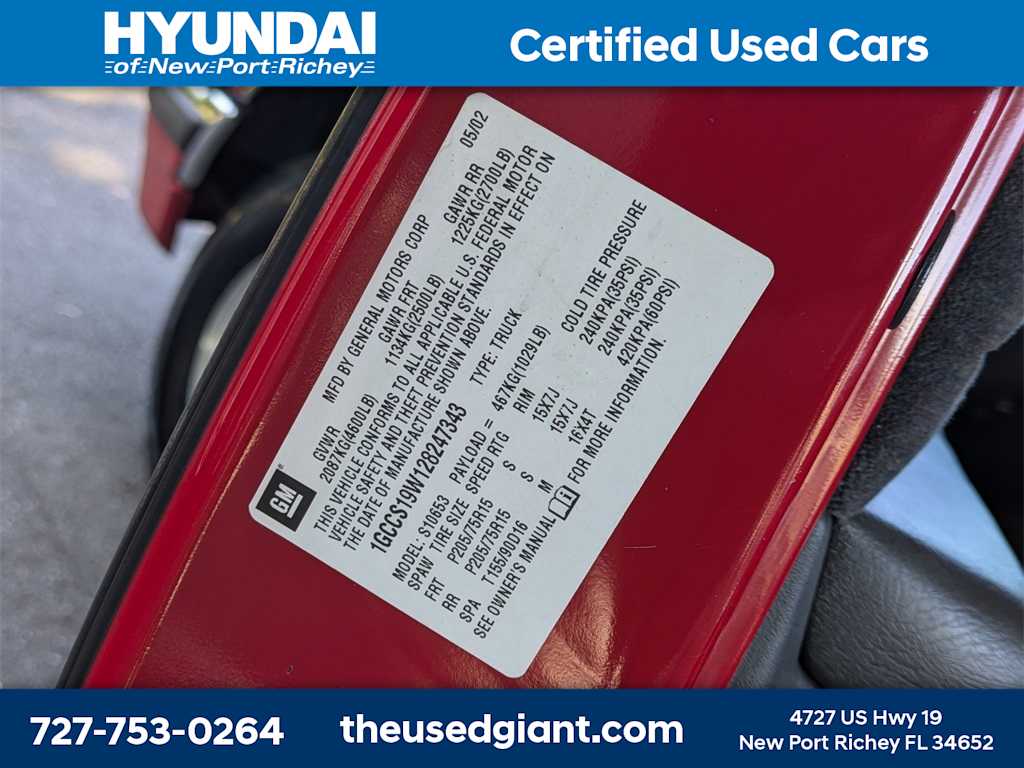 HYUNDAI
of New Port Richey
Certified Used Cars
MFD BY GENERAL MOTORS CORP 05/02
GVWR GAWR FRT GAWR RR
2087KG(4600LB) 1134KG(2500LB) 1225KG(2700LB)
THIS VEHICLE CONFORMS TO ALL APPLICABLE U.S. FEDERAL MOTOR
VEHICLE SAFETY AND THEFT PREVENTION STANDARDS IN EFFECT ON
THE DATE OF MANUFACTURE SHOWN ABOVE.
1GCCS19W128247343 TYPE: TRUCK
MODEL: S10653 PAYLOAD = 467KG(1029LB)
SPAW TIRE SIZE SPEED RTG RIM COLD TIRE PRESSURE
FRT P205/75R15 S 15X7J 240KPA(35PSI)
RR P205/75R15 S 15X7J 240KPA(35PSI)
SPA T155/90D16 M 16X4T 420KPA(60PSI)
SEE OWNER'S MANUAL FOR MORE INFORMATION.
GM
727-753-0264
theusedgiant.com
4727 US Hwy 19
New Port Richey FL 34652